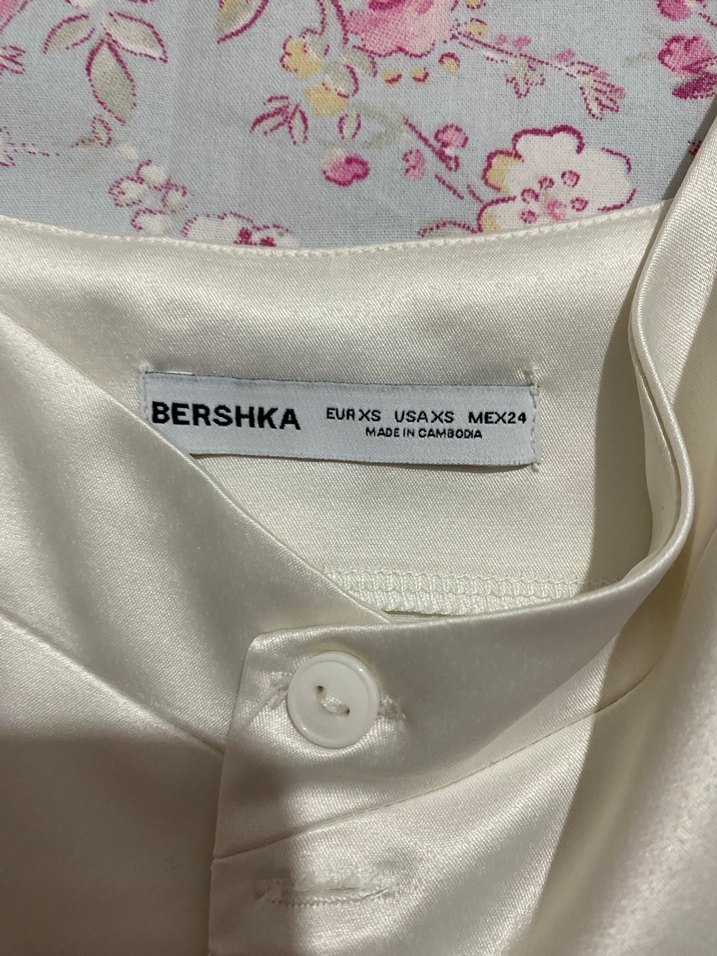 BERSHKA EUR XS USA XS MEX 24
MADE IN CAMBODIA